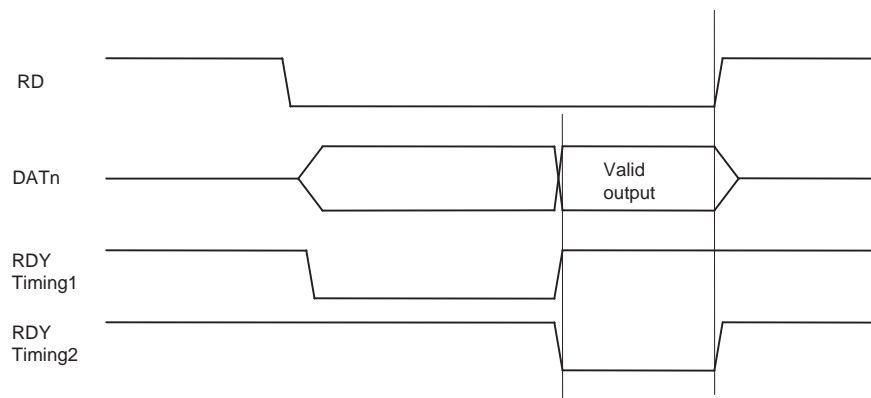 RD
DATn
Valid
output
RDY
Timing1
RDY
Timing2